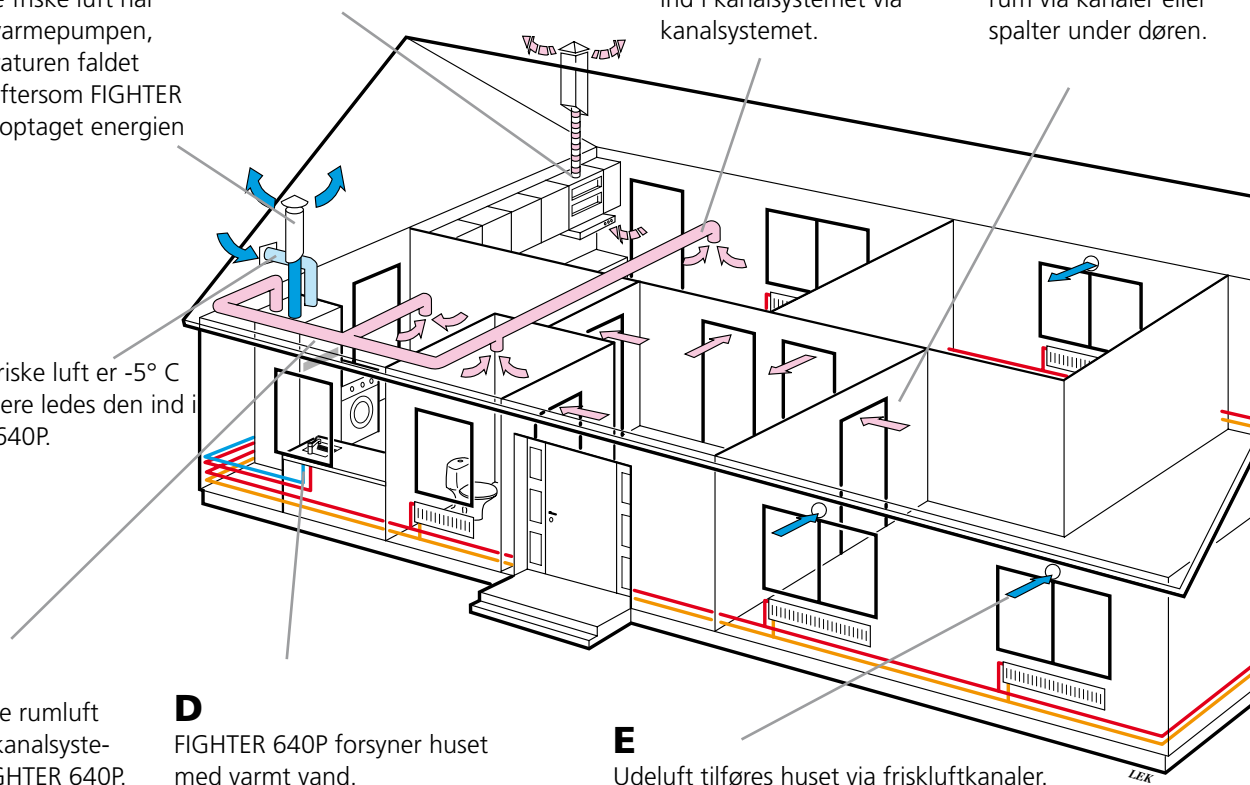 friske luft har
varmepumpen,
aturen faldet
ftersom FIGHTER
optaget energien
ind i kanalsystemet via
kanalsystemet.
rum via kanaler eller
spalter under døren.
riske luft er -5° C
ere ledes den ind i
640P.
e rumluft
kanalsyste-
GHTER 640P.
D
FIGHTER 640P forsyner huset
med varmt vand.
E
Udeluft tilføres huset via friskluftkanaler.
LEK